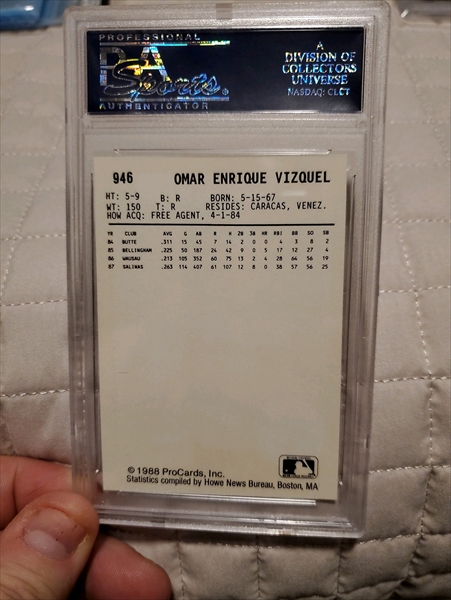 PROFESSIONAL
PSA
Sports
AUTHENTICATOR
A
DIVISION OF
COLLECTORS
UNIVERSE
NASDAQ: CLCT
946 OMAR ENRIQUE VIZQUEL
HT: 5-9 B: R BORN: 5-15-67
WT: 150 T: R RESIDES: CARACAS, VENEZ.
HOW ACQ: FREE AGENT, 4-1-84
YR CLUB AVG G AB R H 2B 3B HR RBI BB SO SB
84 BUTTE .311 15 45 7 14 2 0 0 4 3 8 2
85 BELLINGHAM .225 50 187 24 42 9 0 5 17 12 27 4
86 WAUSAU .213 105 352 60 75 13 2 4 28 64 56 19
87 SALINAS .263 114 407 61 107 12 8 0 38 57 56 25
© 1988 ProCards, Inc.
Statistics compiled by Howe News Bureau, Boston, MA